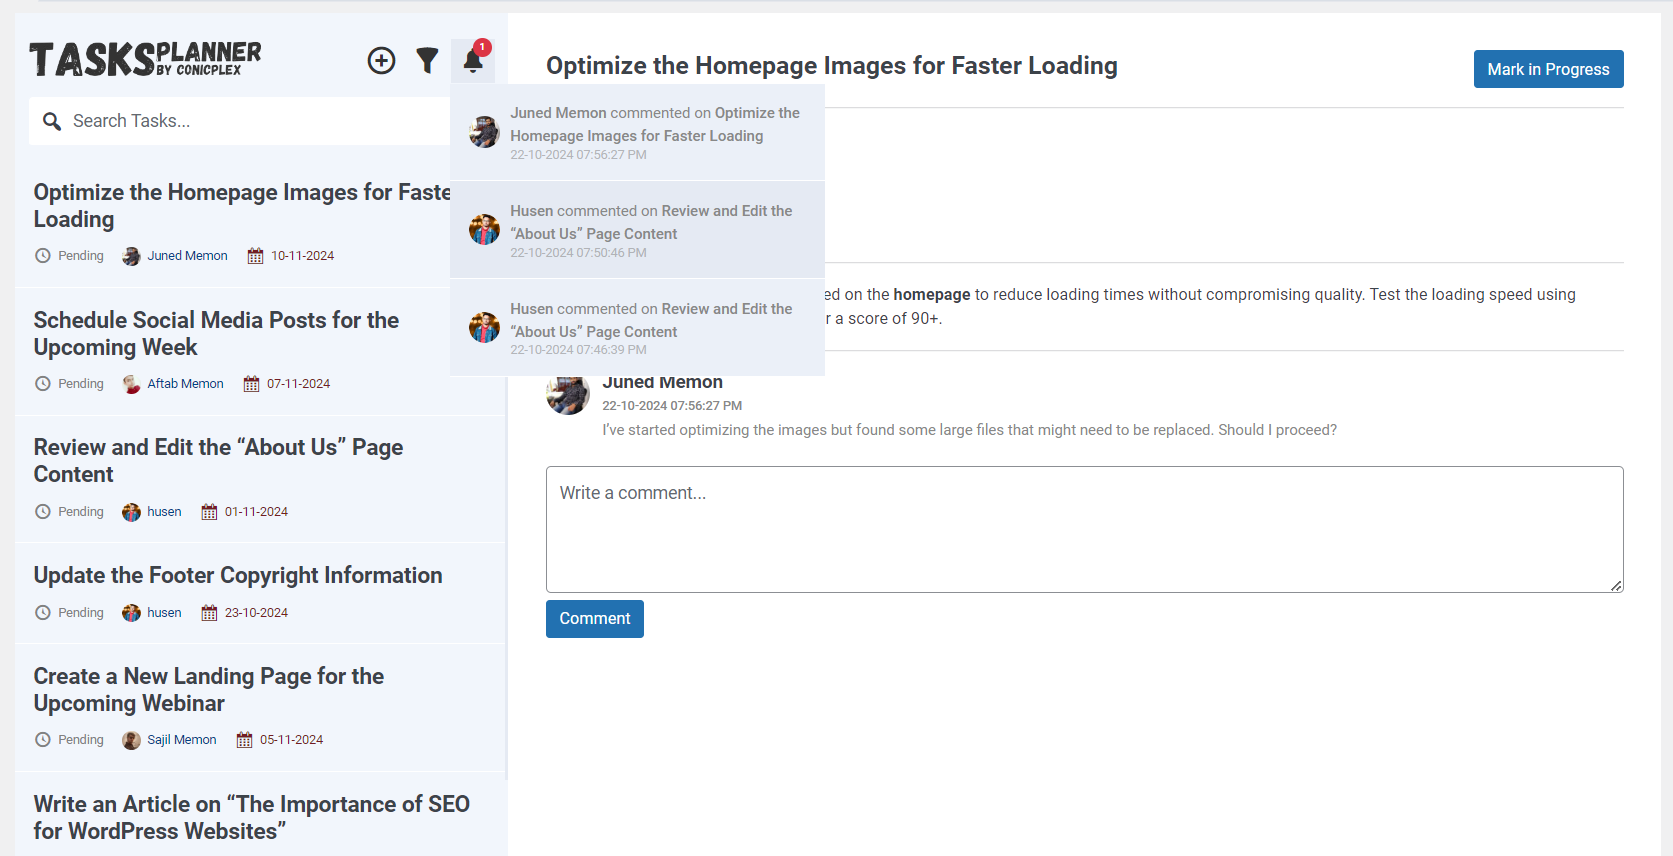 TASKSPLANNER
BY CONICPLEX
1
Search Tasks...
Optimize the Homepage Images for Faste
Loading
Pending Juned Memon 10-11-2024
Schedule Social Media Posts for the
Upcoming Week
Pending Aftab Memon 07-11-2024
Review and Edit the “About Us” Page
Content
Pending husen 01-11-2024
Update the Footer Copyright Information
Pending husen 23-10-2024
Create a New Landing Page for the
Upcoming Webinar
Pending Sajil Memon 05-11-2024
Write an Article on “The Importance of SEO
for WordPress Websites”
Juned Memon commented on Optimize the
Homepage Images for Faster Loading
22-10-2024 07:56:27 PM
Husen commented on Review and Edit the
“About Us” Page Content
22-10-2024 07:50:46 PM
Husen commented on Review and Edit the
“About Us” Page Content
22-10-2024 07:46:39 PM
Optimize the Homepage Images for Faster Loading
Mark in Progress
ed on the homepage to reduce loading times without compromising quality. Test the loading speed using
r a score of 90+.
Juned Memon
22-10-2024 07:56:27 PM
I’ve started optimizing the images but found some large files that might need to be replaced. Should I proceed?
Write a comment...
Comment